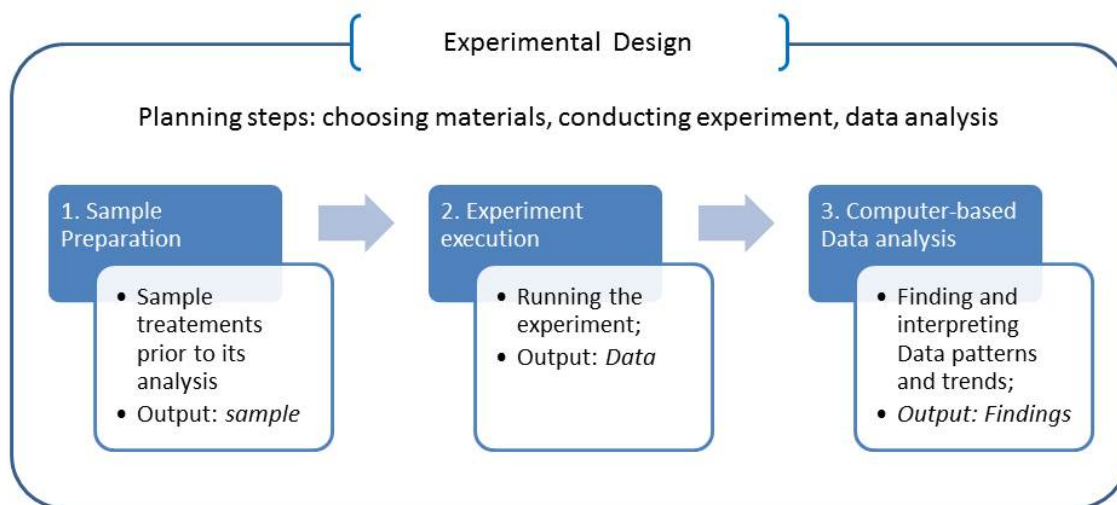 Experimental Design
Planning steps: choosing materials, conducting experiment, data analysis
1. Sample
Preparation
• Sample
treatements
prior to its
analysis
• Output: sample
2. Experiment
execution
• Running the
experiment;
• Output: Data
3. Computer-based
Data analysis
• Finding and
interpreting
Data patterns
and trends;
• Output: Findings